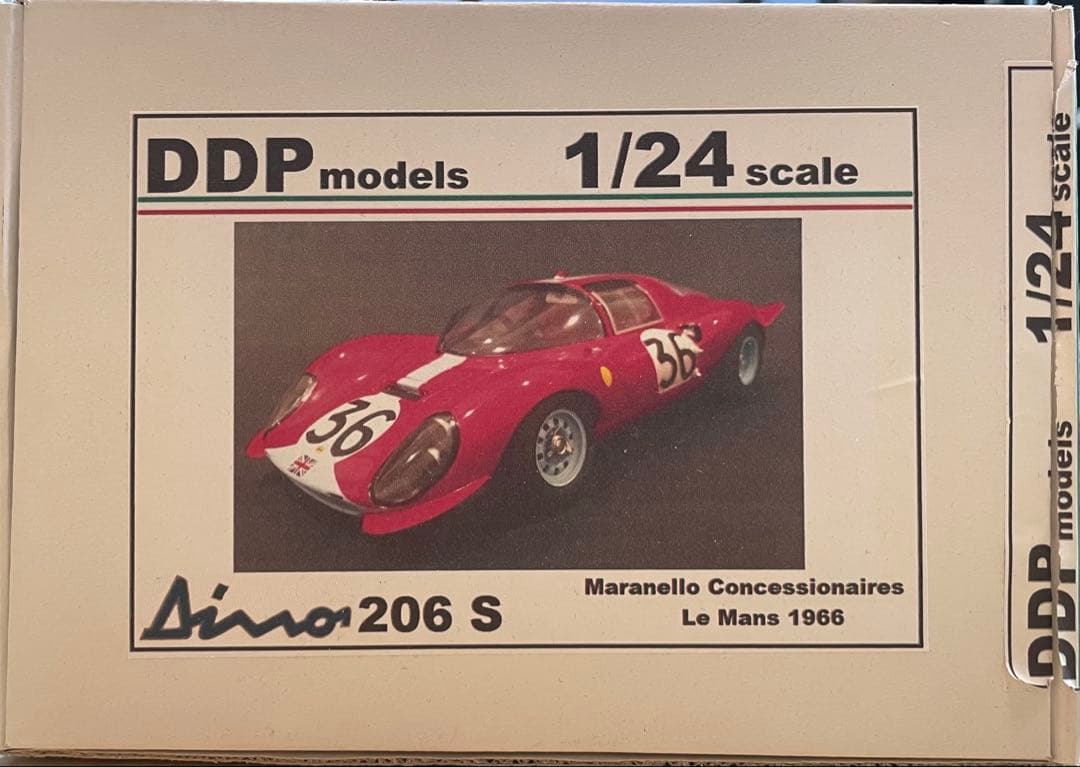 DDP models 1/24 scale
36
36
Dino 206 S
Maranello Concessionaires
Le Mans 1966
DDP models 1/24 scale